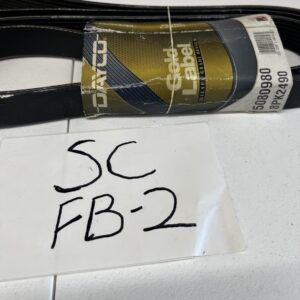 DAYCO
Gold
Label
5080980
8PK2490
SC
FB-2